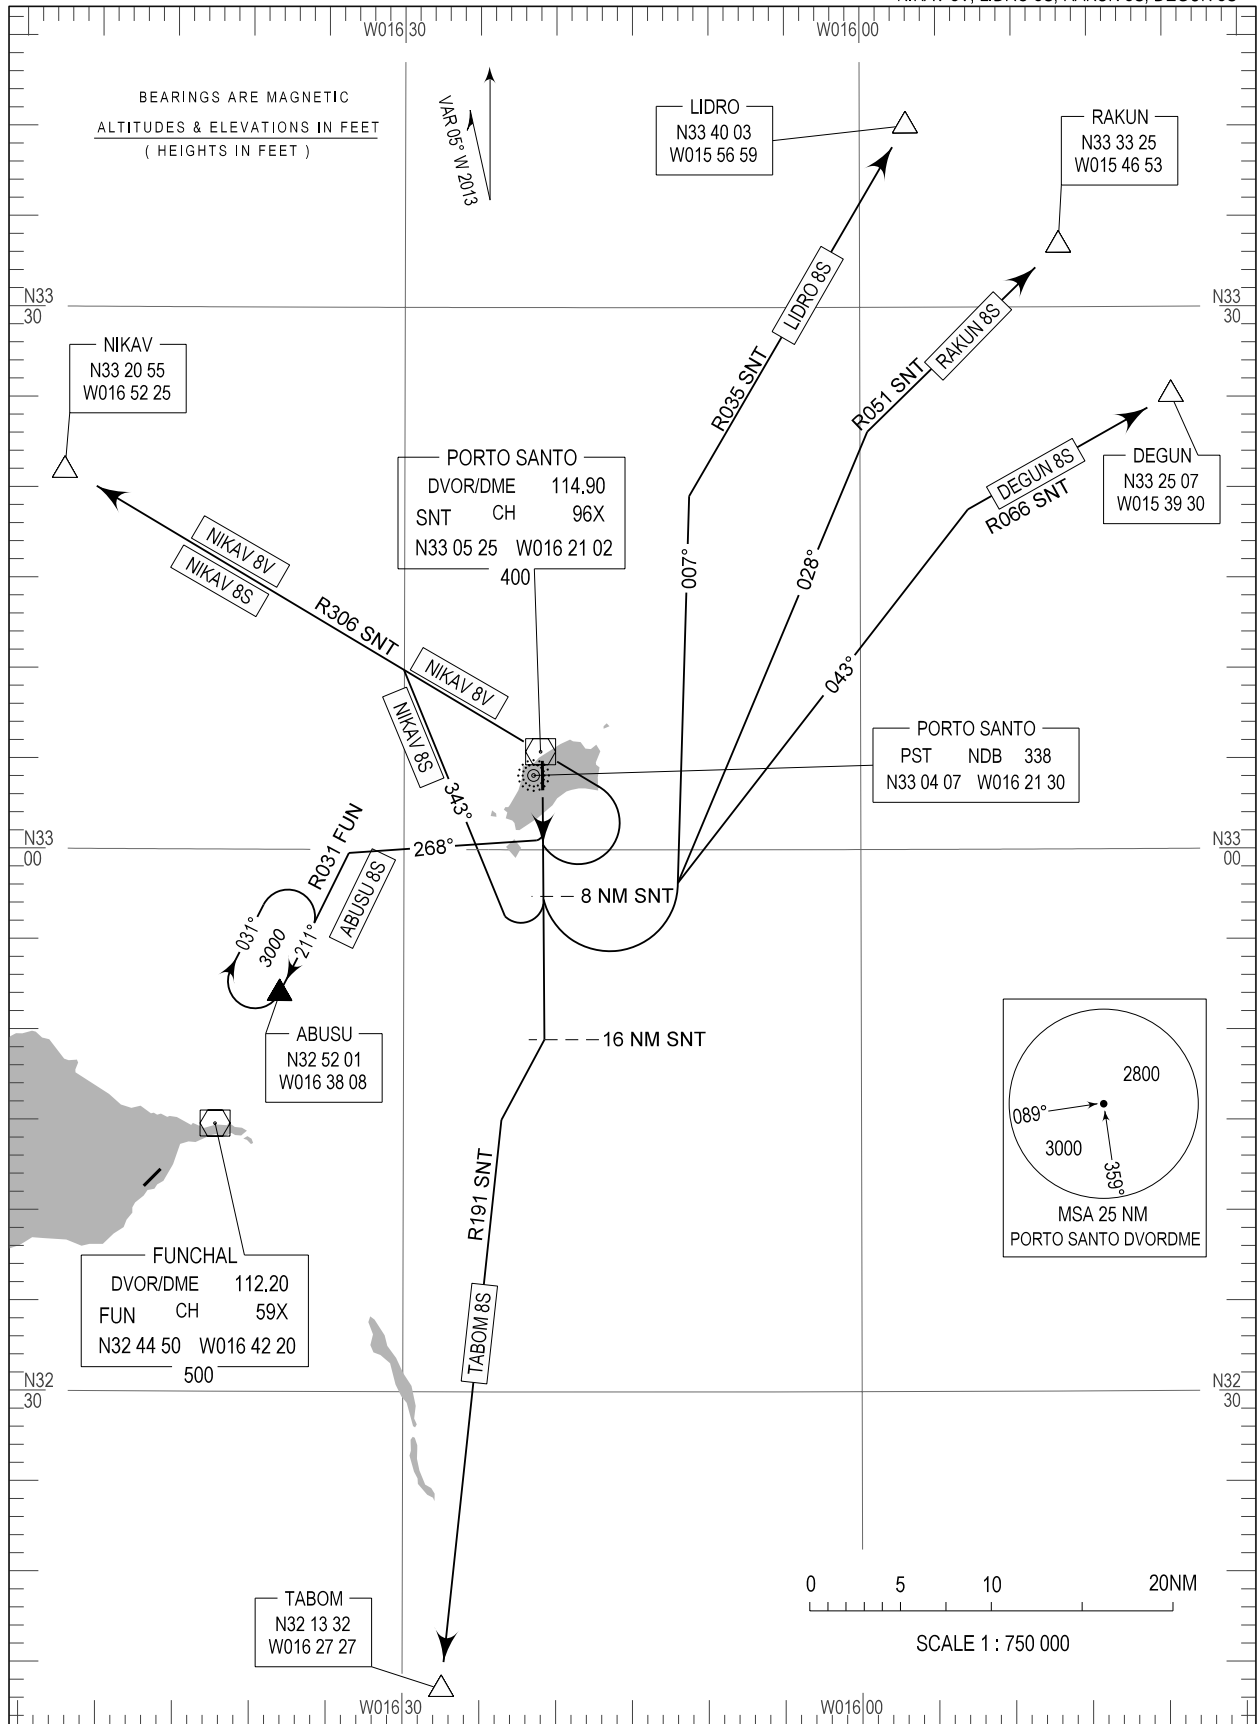 W016 30
W016 00
BEARINGS ARE MAGNETIC
ALTITUDES & ELEVATIONS IN FEET
( HEIGHTS IN FEET )
VAR 05° W 2013
LIDRO
N33 40 03
W015 56 59
RAKUN
N33 33 25
W015 46 53
N33
30
N33
30
LIDRO 8S
RAKUN 8S
NIKAV
N33 20 55
W016 52 25
R035 SNT
R051 SNT
PORTO SANTO
DVOR/DME 114.90
SNT CH 96X
N33 05 25 W016 21 02
400
DEGUN 8S
R066 SNT
DEGUN
N33 25 07
W015 39 30
NIKAV 8V
NIKAV 8S
R306 SNT
007°
028°
043°
NIKAV 8V
NIKAV 8S
PORTO SANTO
PST NDB 338
N33 04 07 W016 21 30
343°
R031 FUN
268°
N33
00
N33
00
ABUSU 8S
8 NM SNT
031°
3000
211°
16 NM SNT
ABUSU
N32 52 01
W016 38 08
2800
089°
3000
359°
MSA 25 NM
PORTO SANTO DVORDME
R191 SNT
FUNCHAL
DVOR/DME 112.20
FUN CH 59X
N32 44 50 W016 42 20
500
TABOM 8S
N32
30
N32
30
TABOM
N32 13 32
W016 27 27
0 5 10 20NM
SCALE 1 : 750 000
W016 30
W016 00